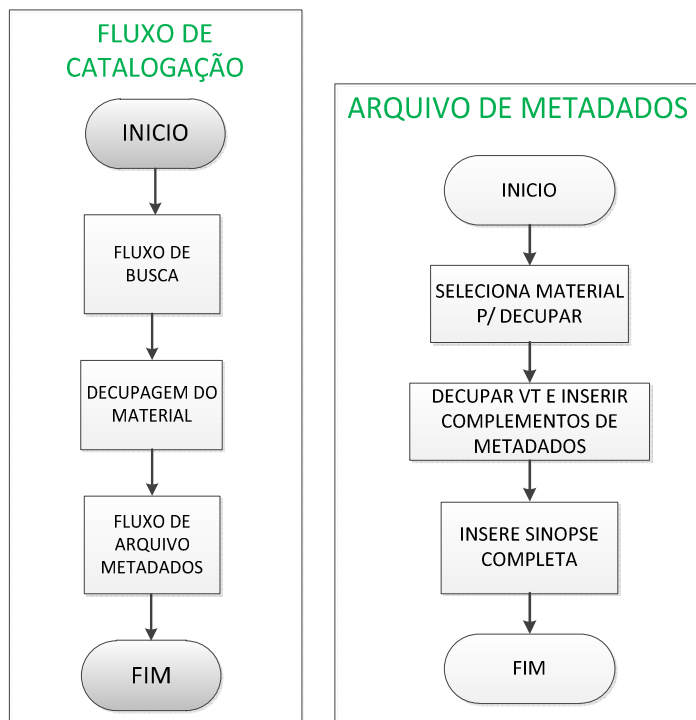 FLUXO DE
CATALOGAÇÃO
INICIO
FLUXO DE
BUSCA
DECUPAGEM DO
MATERIAL
FLUXO DE
ARQUIVO
METADADOS
FIM
ARQUIVO DE METADADOS
INICIO
SELECIONA MATERIAL
P/ DECUPAR
DECUPAR VT E INSERIR
COMPLEMENTOS DE
METADADOS
INSERE SINOPSE
COMPLETA
FIM